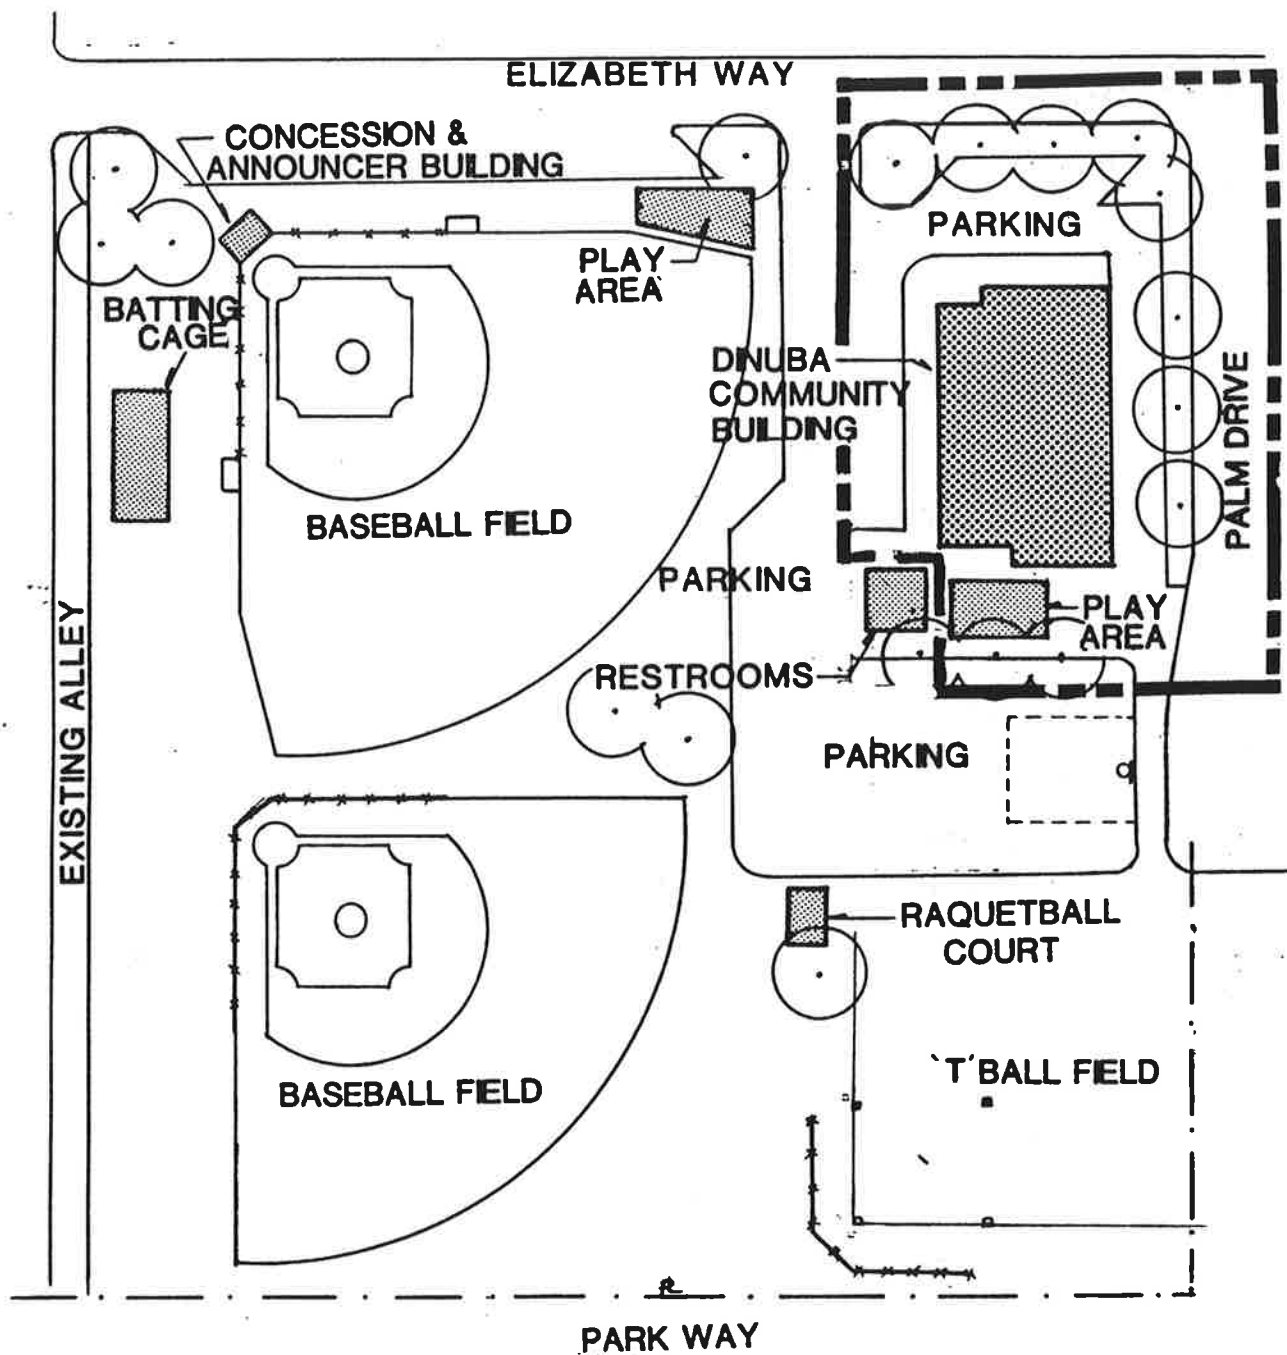 ELIZABETH WAY
CONCESSION &
ANNOUNCER BUILDING
PARKING
PLAY
AREA
BATTING
CAGE
DINUBA
COMMUNITY
BUILDING
PALM DRIVE
BASEBALL FIELD
PARKING
PLAY
AREA
RESTROOMS
EXISTING ALLEY
PARKING
RAQUETBALL
COURT
'T' BALL FIELD
BASEBALL FIELD
PARK WAY